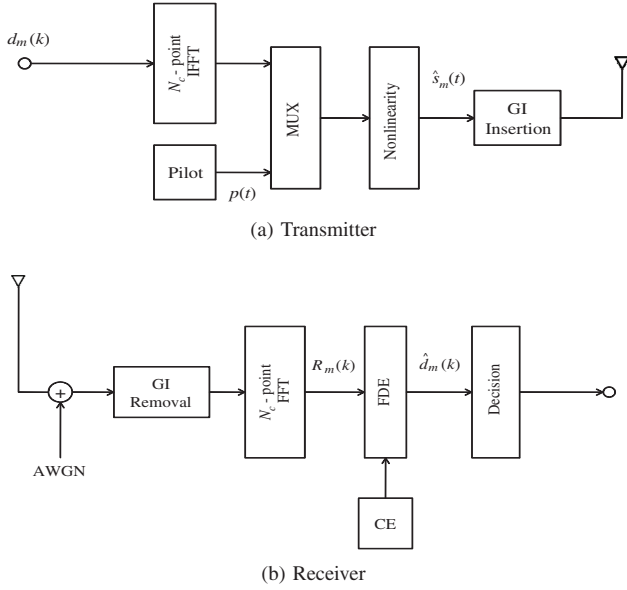 d_m(k)
N_c - point
IFFT
Pilot
p(t)
MUX
Nonlinearity
ŝ_m(t)
GI
Insertion
(a) Transmitter
+
AWGN
GI
Removal
N_c - point
FFT
R_m(k)
FDE
CE
d̂_m(k)
Decision
(b) Receiver